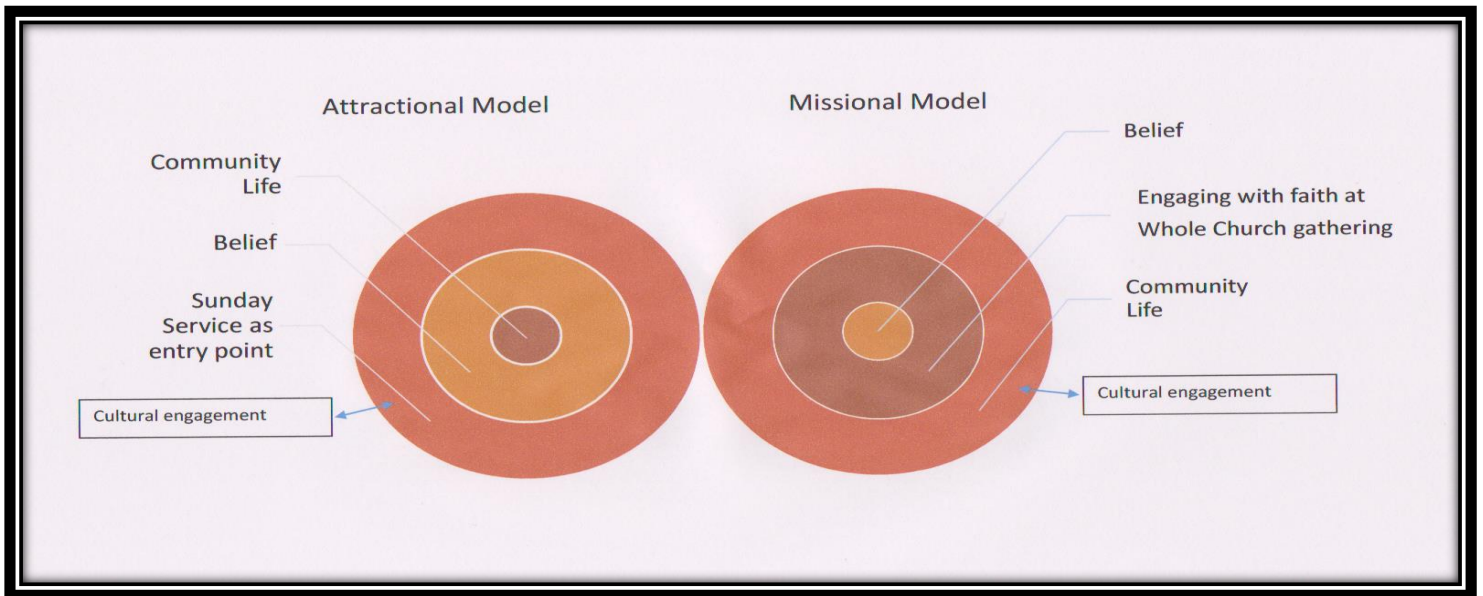 Attractional Model
Community
Life
Belief
Sunday
Service as
entry point
Cultural engagement
Missional Model
Belief
Engaging with faith at
Whole Church gathering
Community
Life
Cultural engagement